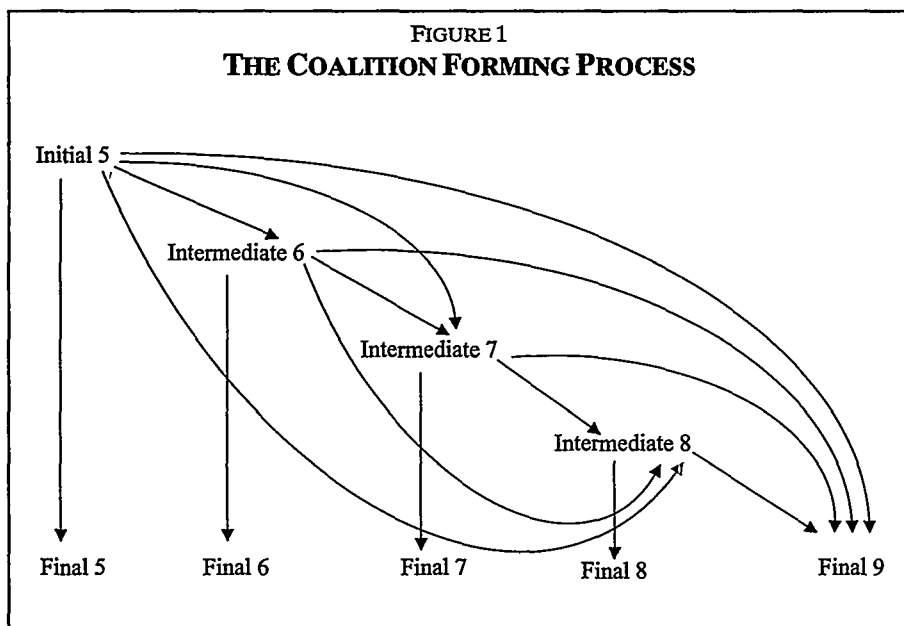 FIGURE 1
THE COALITION FORMING PROCESS
Initial 5
Intermediate 6
Intermediate 7
Intermediate 8
Final 5 Final 6 Final 7 Final 8 Final 9